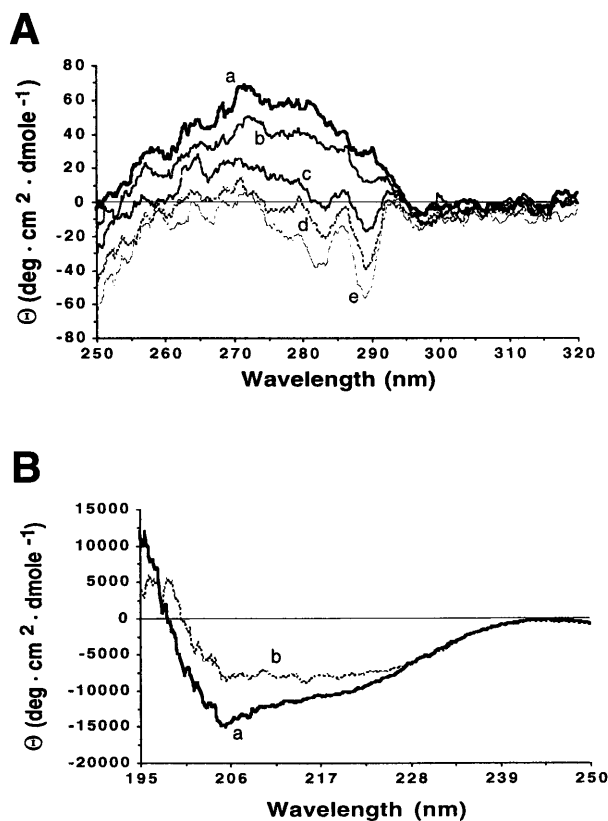 A
Θ (deg · cm 2 · dmole -1)
80
60
40
20
0
-20
-40
-60
-80
a
b
c
d
e
250 260 270 280 290 300 310 320
Wavelength (nm)
B
Θ (deg · cm 2 · dmole -1)
15000
10000
5000
0
-5000
-10000
-15000
-20000
b
a
195 206 217 228 239 250
Wavelength (nm)